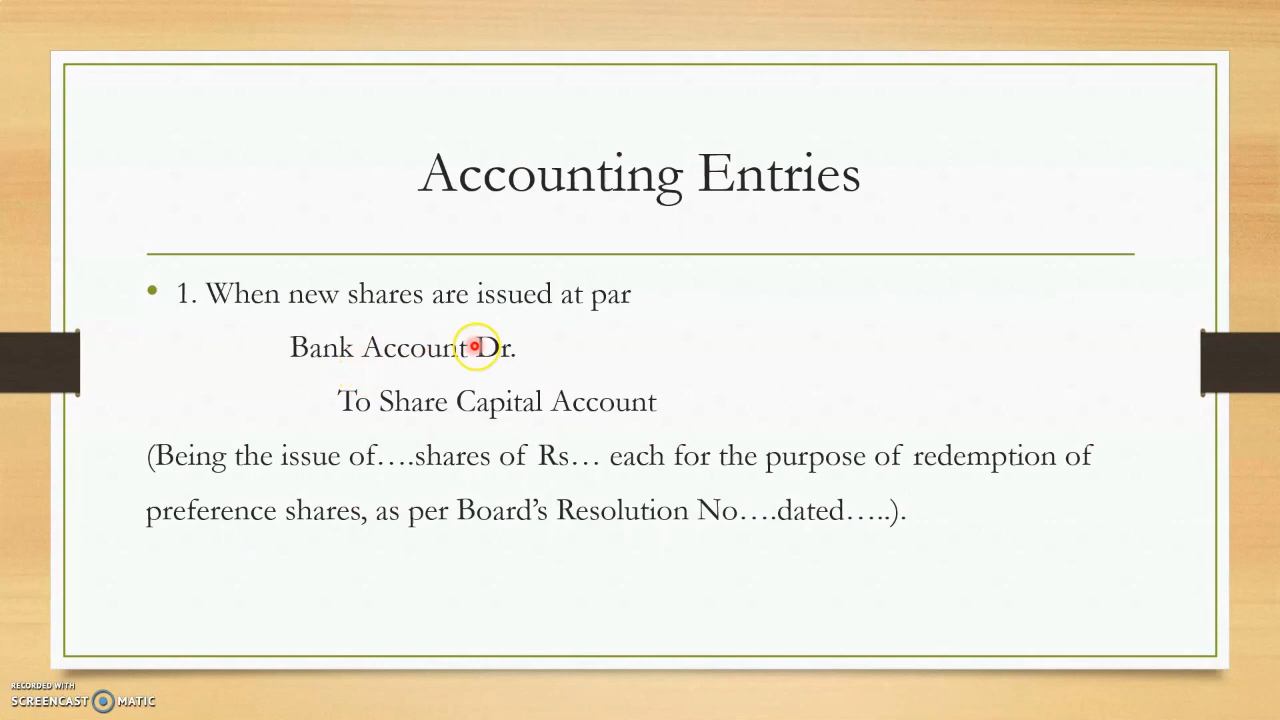 Accounting Entries
1. When new shares are issued at par
Bank Account Dr.
To Share Capital Account
(Being the issue of….shares of Rs… each for the purpose of redemption of
preference shares, as per Board’s Resolution No….dated…..).
RECORDED WITH
SCREENCAST MATIC